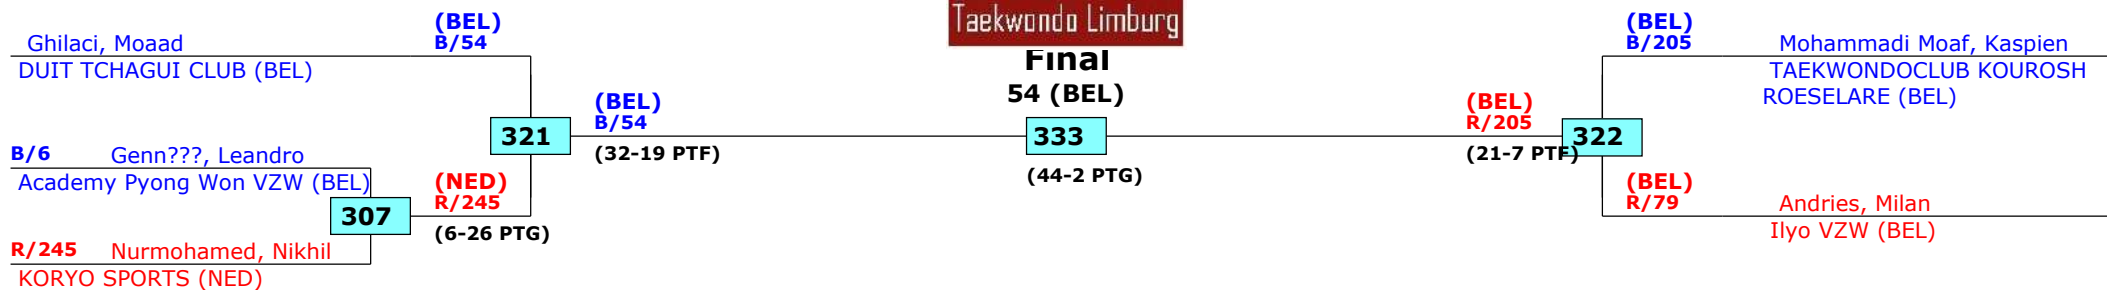 Taekwondo Limburg
Final
54 (BEL)
(BEL)
B/54
Ghilaci, Moaad
DUIT TCHAGUI CLUB (BEL)
B/6 Genn???, Leandro
Academy Pyong Won VZW (BEL)
307
R/245 Nurmohamed, Nikhil
KORYO SPORTS (NED)
(NED)
R/245
(6-26 PTG)
321
(BEL)
B/54
(32-19 PTF)
333
(44-2 PTG)
(BEL)
R/205
(21-7 PTF)
322
(BEL)
B/205
Mohammadi Moaf, Kaspien
TAEKWONDOCLUB KOUROSH
ROESELARE (BEL)
(BEL)
R/79
Andries, Milan
Ilyo VZW (BEL)